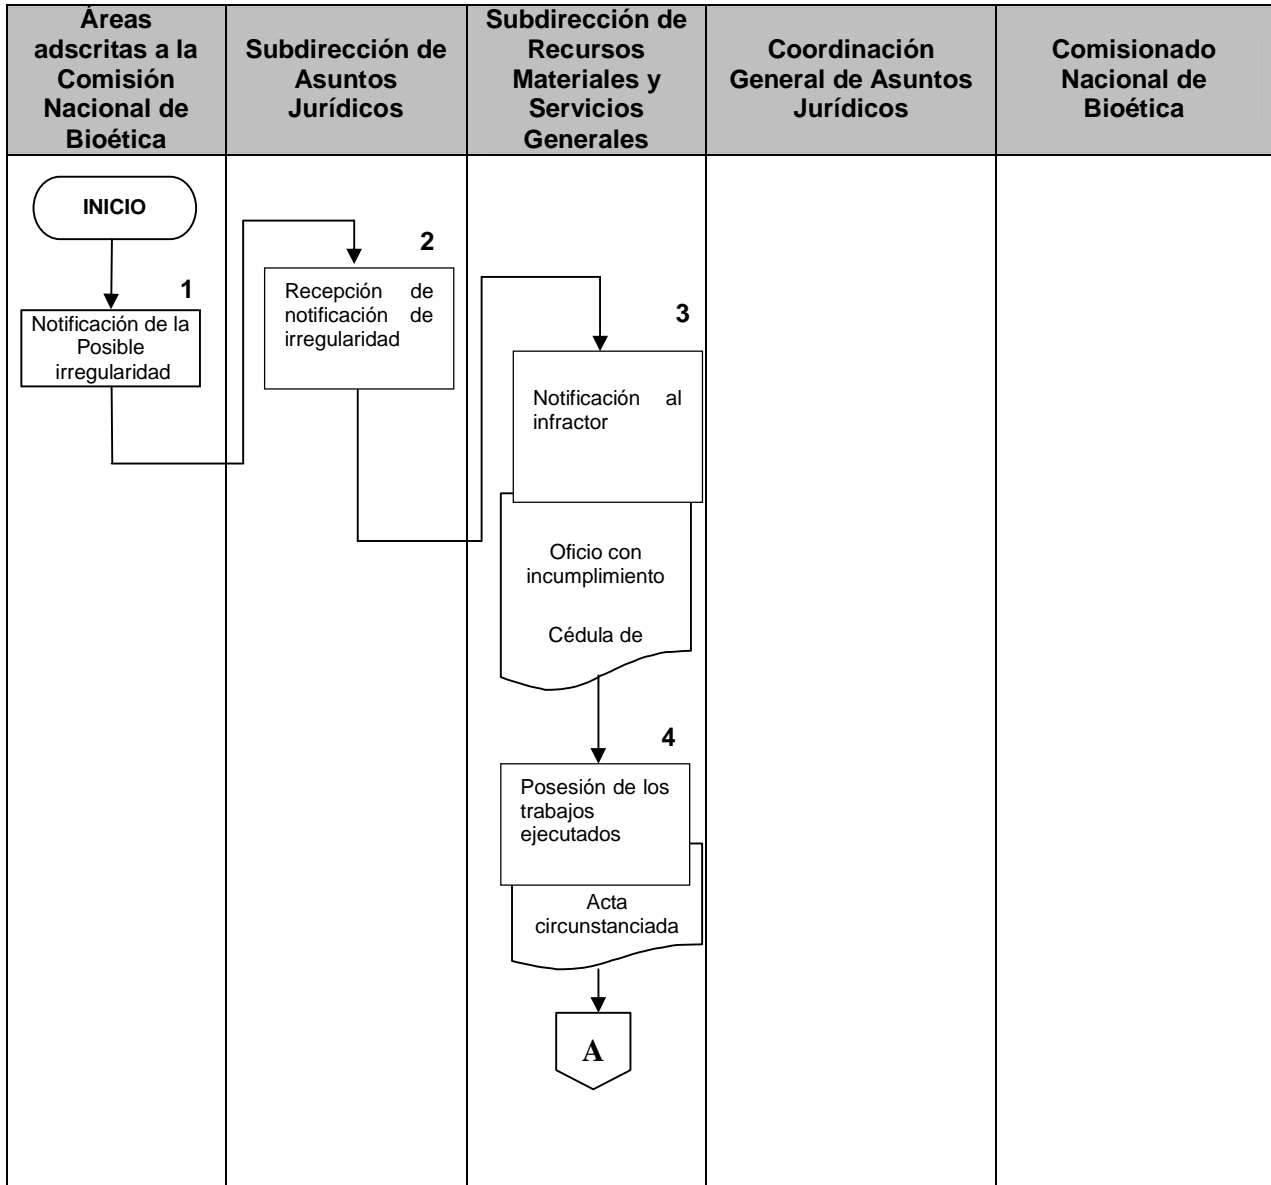 Áreas
adscritas a la
Comisión
Nacional de
Bioética
Subdirección de
Asuntos
Jurídicos
Subdirección de
Recursos
Materiales y
Servicios
Generales
Coordinación
General de Asuntos
Jurídicos
Comisionado
Nacional de
Bioética
INICIO
1
Notificación de la
Posible
irregularidad
2
Recepción de
notificación de
irregularidad
3
Notificación al
infractor
Oficio con
incumplimiento
Cédula de
4
Posesión de los
trabajos
ejecutados
Acta
circunstanciada
A